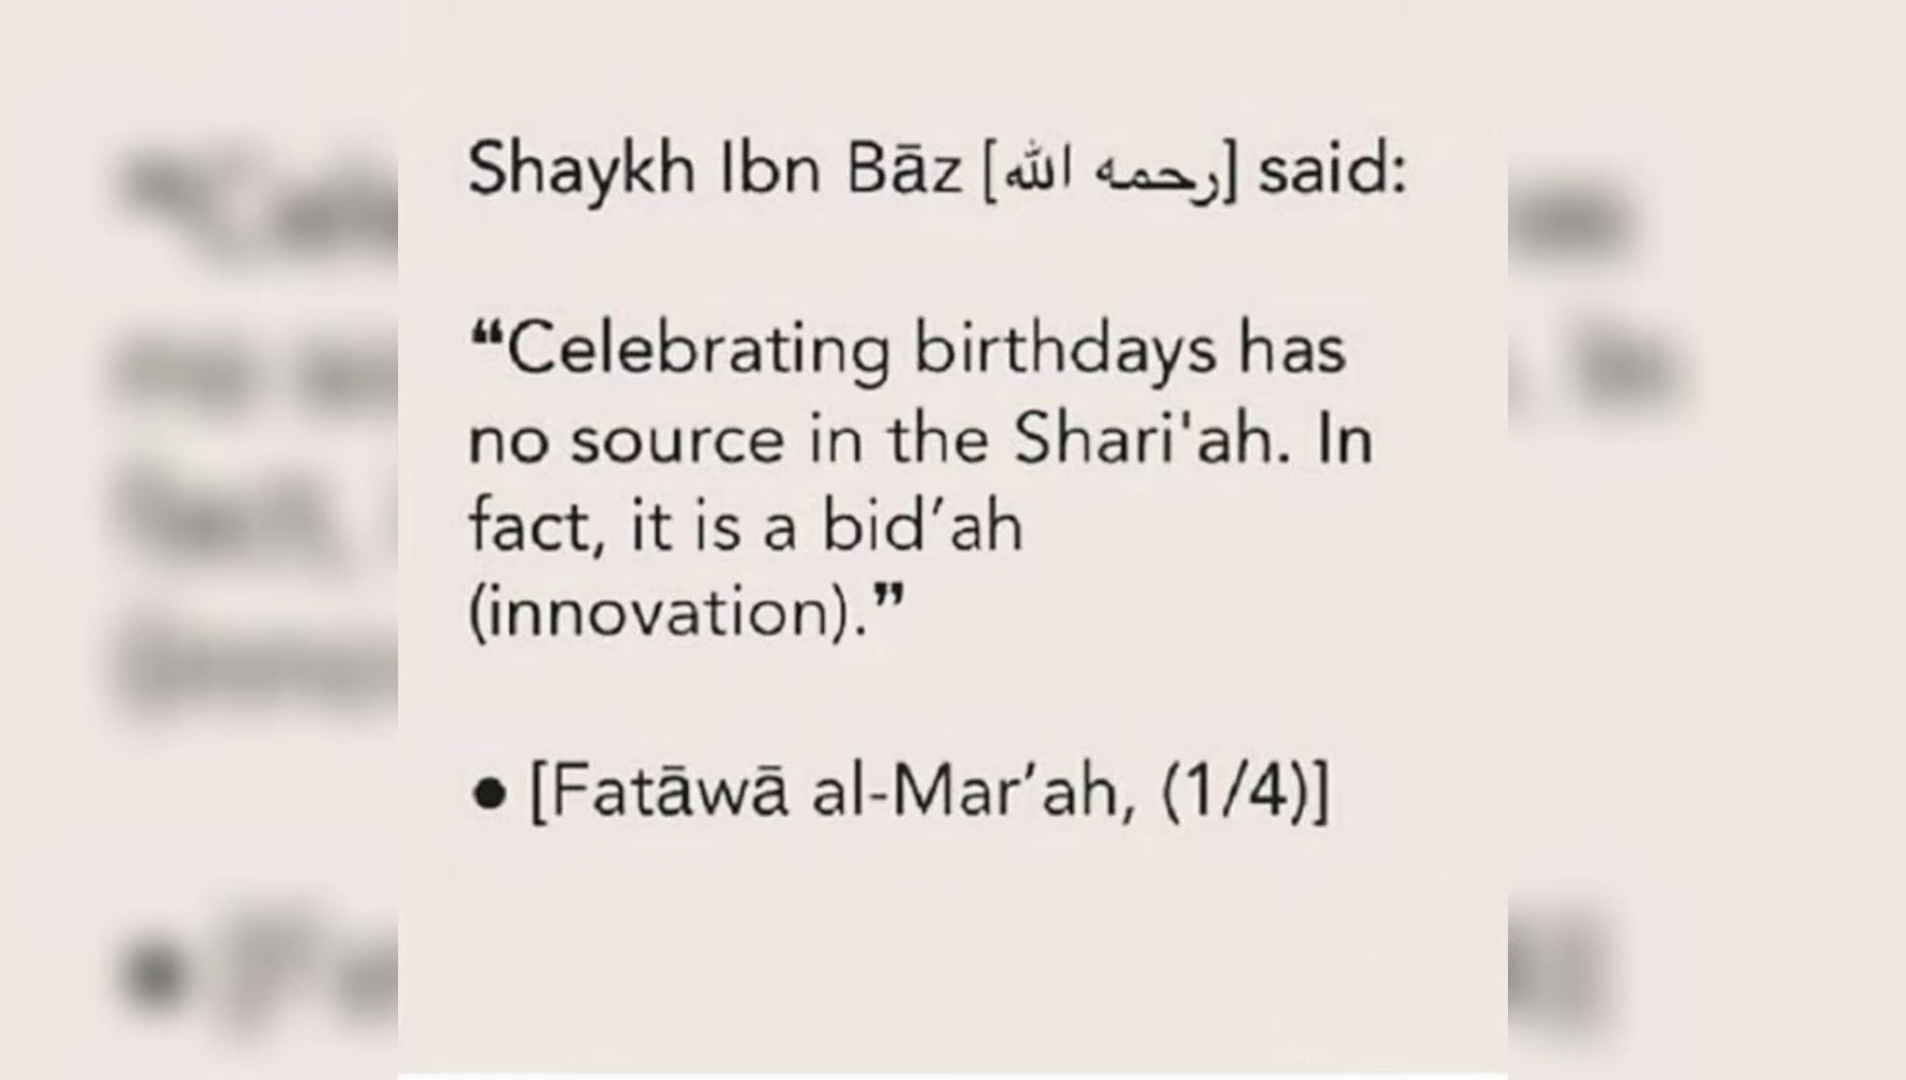 Shaykh Ibn Bāz [رحمه الله] said:
❝Celebrating birthdays has
no source in the Shari'ah. In
fact, it is a bid’ah
(innovation).❞
● [Fatāwā al-Mar’ah, (1/4)]